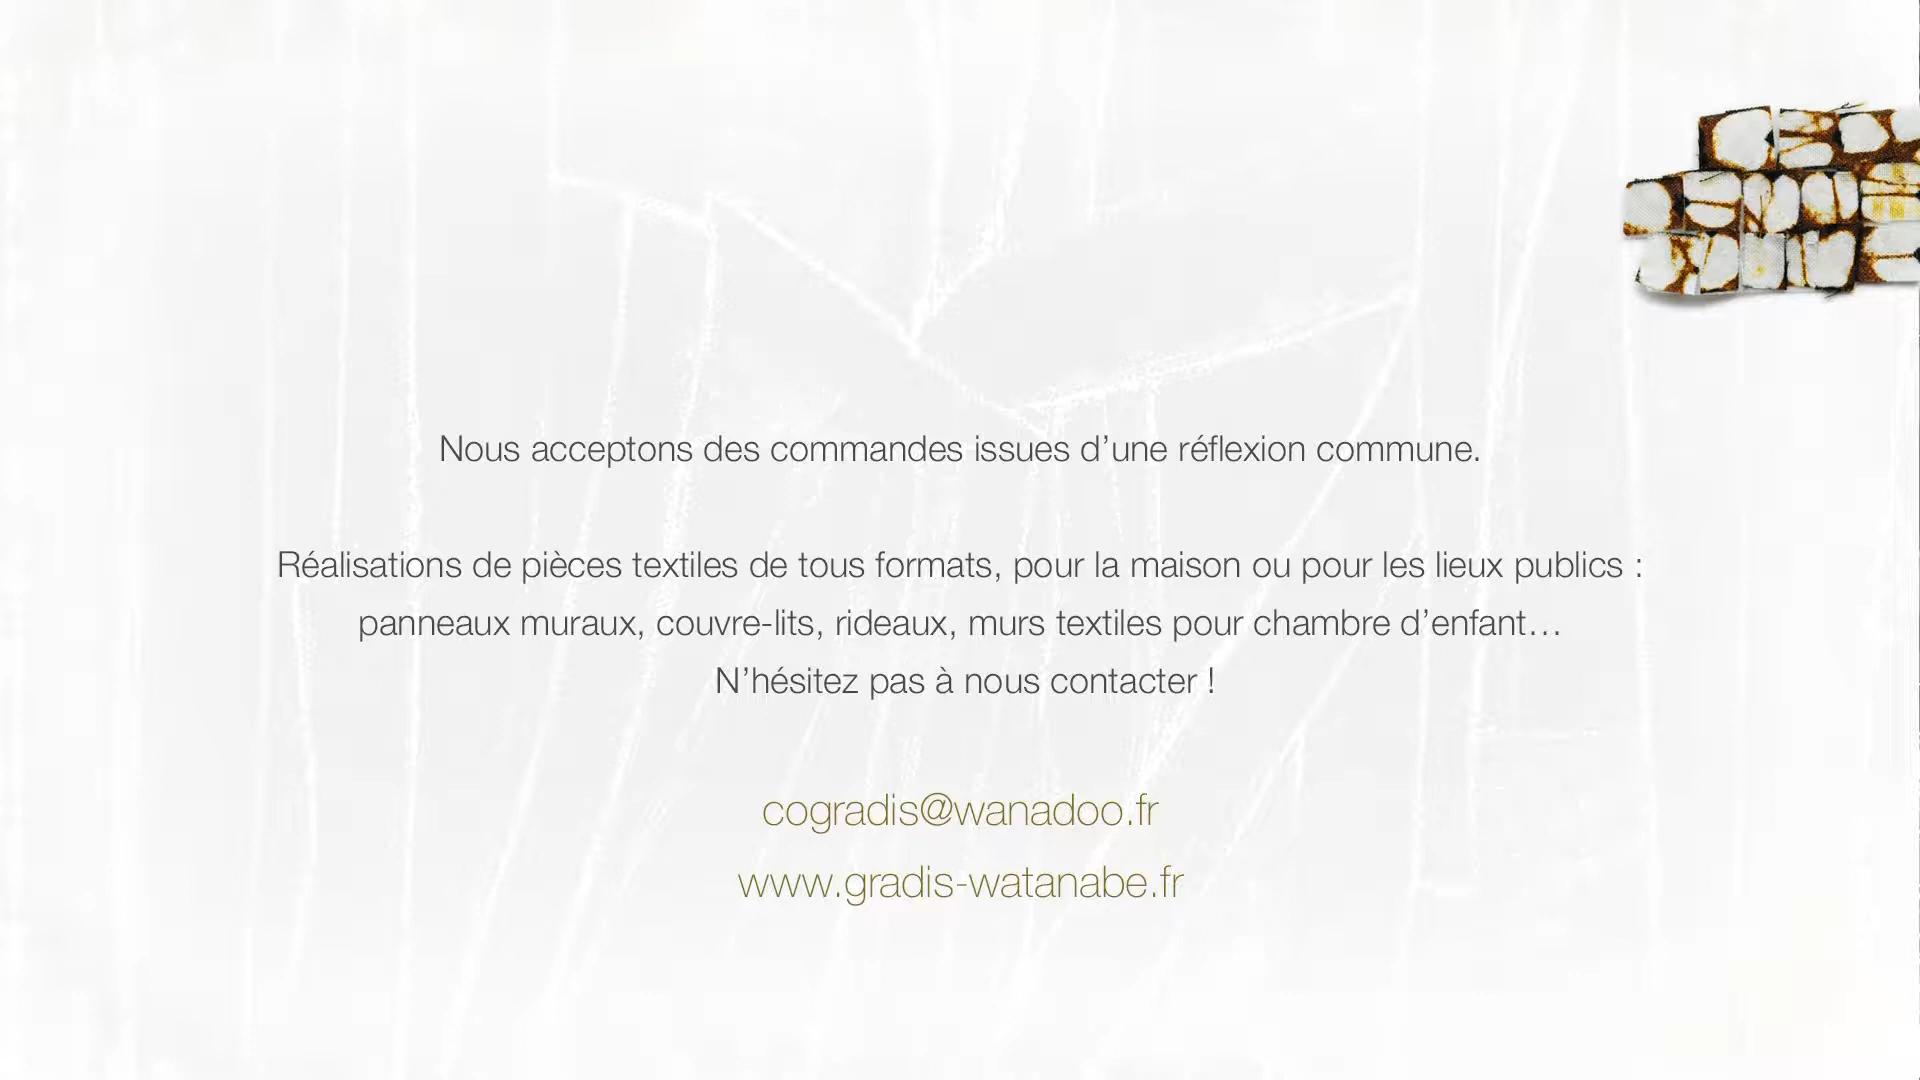 Nous acceptons des commandes issues d’une réflexion commune.
Réalisations de pièces textiles de tous formats, pour la maison ou pour les lieux publics :
panneaux muraux, couvre-lits, rideaux, murs textiles pour chambre d’enfant…
N’hésitez pas à nous contacter !
cogradis@wanadoo.fr
www.gradis-watanabe.fr